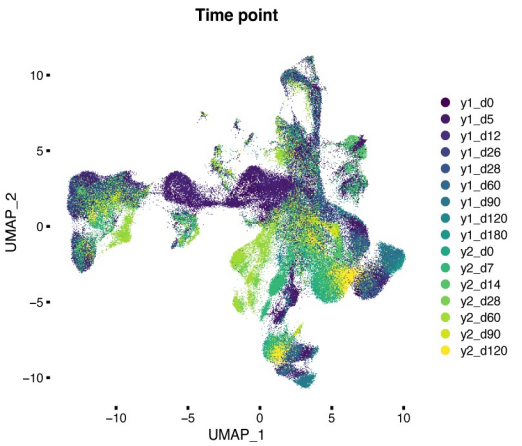 Time point
10
5
0
−5
−10
UMAP_2
−10 −5 0 5 10
UMAP_1
y1_d0
y1_d5
y1_d12
y1_d26
y1_d28
y1_d60
y1_d90
y1_d120
y1_d180
y2_d0
y2_d7
y2_d14
y2_d28
y2_d60
y2_d90
y2_d120